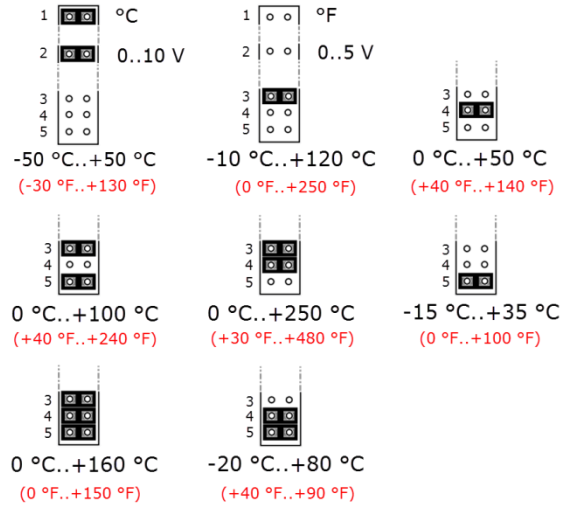 1 °C
2 0..10 V
3
4
5
-50 °C..+50 °C
(-30 °F..+130 °F)
1 °F
2 0..5 V
3
4
5
-10 °C..+120 °C
(0 °F..+250 °F)
3
4
5
0 °C..+50 °C
(+40 °F..+140 °F)
3
4
5
0 °C..+100 °C
(+40 °F..+240 °F)
3
4
5
0 °C..+250 °C
(+30 °F..+480 °F)
3
4
5
-15 °C..+35 °C
(0 °F..+100 °F)
3
4
5
0 °C..+160 °C
(0 °F..+150 °F)
3
4
5
-20 °C..+80 °C
(+40 °F..+90 °F)